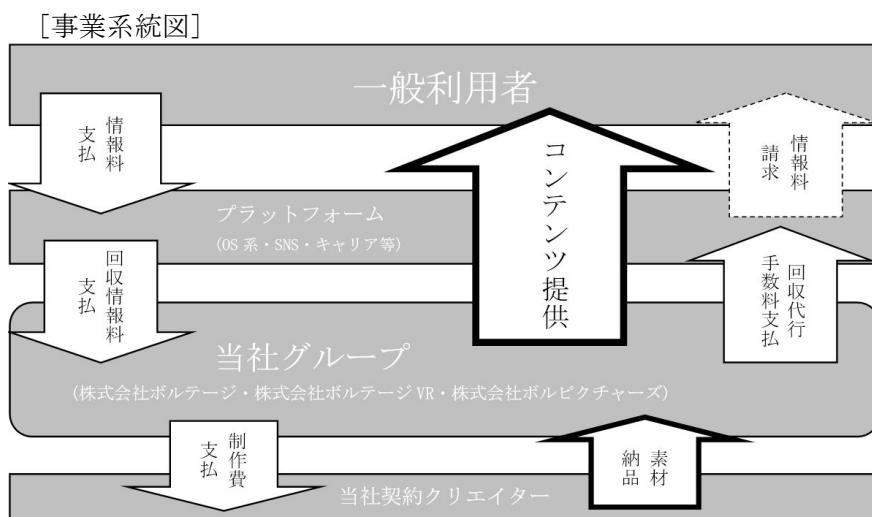 [事業系統図]
一般利用者
情報料
支払
コンテンツ提供
情報料
請求
プラットフォーム
(OS 系・SNS・キャリア等)
回収情報料
支払
回収代行
手数料支払
当社グループ
(株式会社ボルテージ・株式会社ボルテージ VR・株式会社ボルピクチャーズ)
制作費
支払
素材
納品
当社契約クリエイター